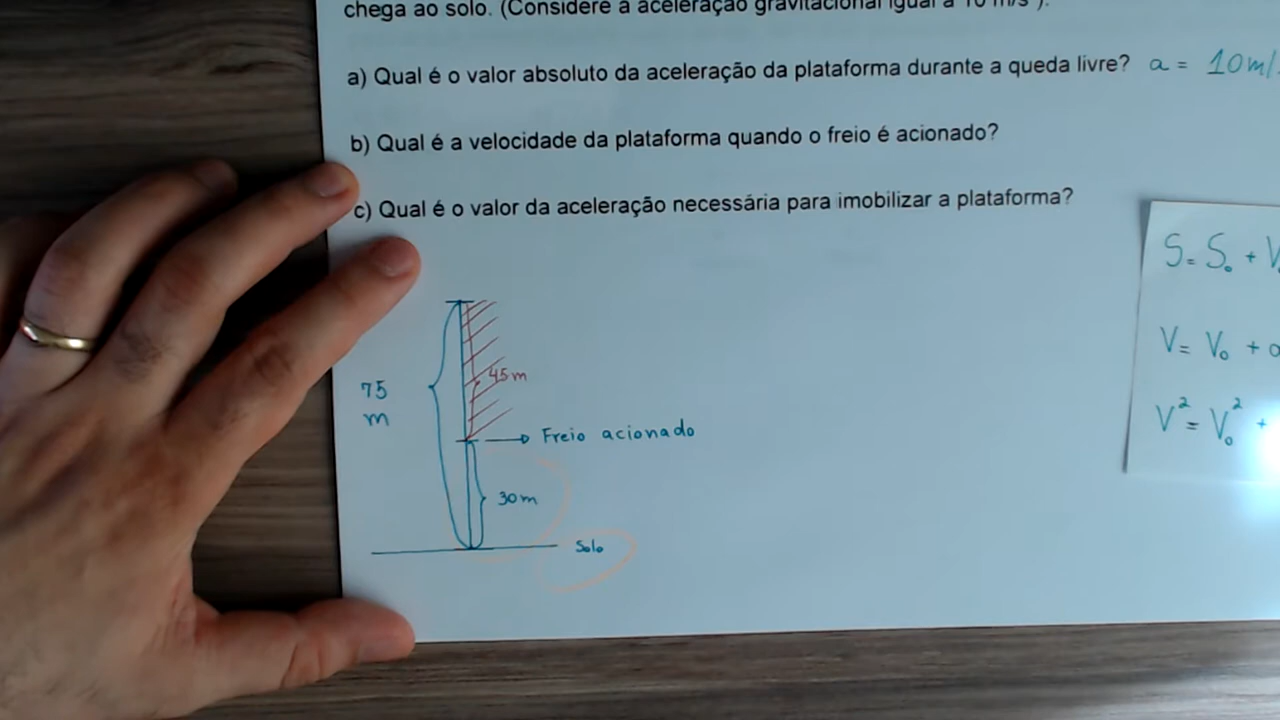 chega ao solo. (Considere a aceleração gravitacional igual a 10 m/s ).
a) Qual é o valor absoluto da aceleração da plataforma durante a queda livre? a = 10 m/
b) Qual é a velocidade da plataforma quando o freio é acionado?
c) Qual é o valor da aceleração necessária para imobilizar a plataforma?
S = S₀ + V
V = V₀ + a
V² = V₀² +
75 m
45 m
Freio acionado
30 m
Solo